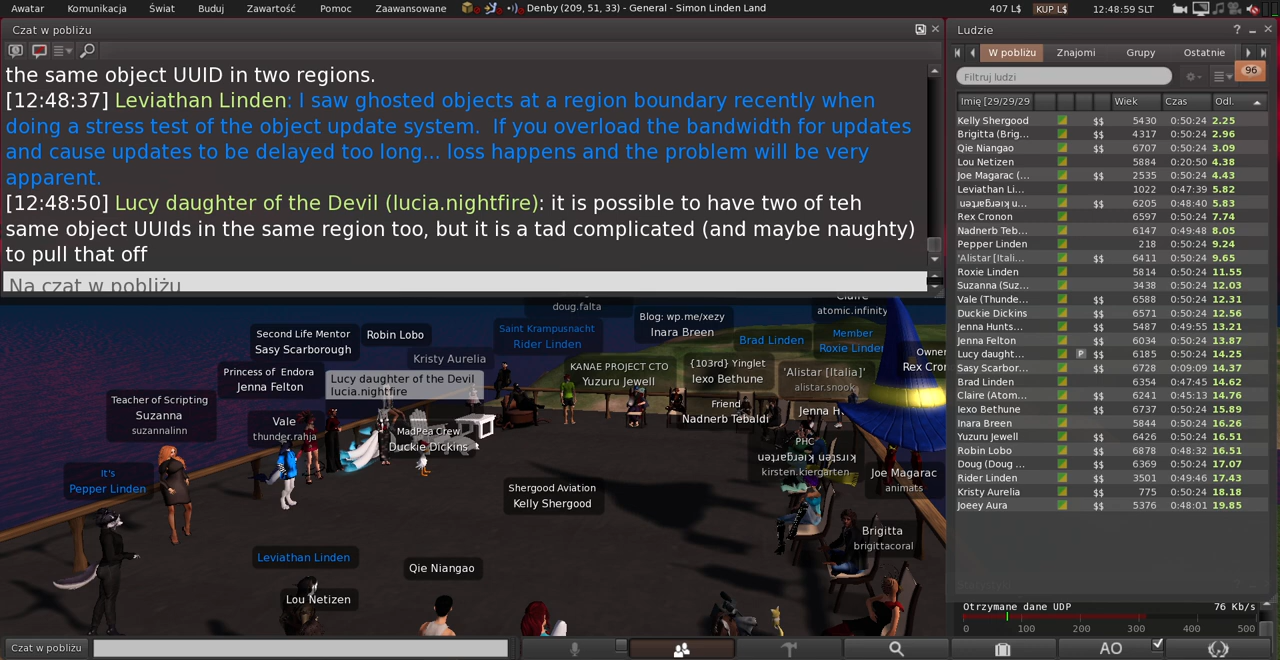 Awatar Komunikacja Świat Buduj Zawartość Pomoc Zaawansowane Denby (209, 51, 33) - General - Simon Linden Land 407 L$ KUP L$ 12:48:59 SLT
Czat w pobliżu
the same object UUID in two regions.
[12:48:37] Leviathan Linden: I saw ghosted objects at a region boundary recently when
doing a stress test of the object update system. If you overload the bandwidth for updates
and cause updates to be delayed too long... loss happens and the problem will be very
apparent.
[12:48:50] Lucy daughter of the Devil (lucia.nightfire): it is possible to have two of teh
same object UUIds in the same region too, but it is a tad complicated (and maybe naughty)
to pull that off
Na czat w pobliżu
doug.falta
Claire
atomic.infinity
Second Life Mentor
Sasy Scarborough
Robin Lobo
Saint Krampusnacht
Rider Linden
Blog: wp.me/xezy
Inara Breen
Brad Linden
Member
Roxie Linden
Kristy Aurelia
Princess of Endora
Jenna Felton
Lucy daughter of the Devil
lucia.nightfire
KANAE PROJECT CTO
Yuzuru Jewell
{103rd} Yinglet
Iexo Bethune
'Alistar [Italia]'
alistar.snook
Owner
Rex Cron
Teacher of Scripting
Suzanna
suzannalinn
Vale
thunder.rahja
MadPea Crew
Duckie Dickins
Friend
Nadnerb Tebaldi
Jenna H
PHC
kirsten.kiergarten
Joe Magarac
animats
It's
Pepper Linden
Shergood Aviation
Kelly Shergood
Brigitta
brigittacoral
Leviathan Linden
Qie Niangao
Lou Netizen
Czat w pobliżu
Ludzie
W pobliżu Znajomi Grupy Ostatnie
Filtruj ludzi
96
Imię [29/29/29 Wiek Czas Odl.
Kelly Shergood $$ 5430 0:50:24 2.25
Brigitta (Brig... $$ 4317 0:50:24 2.96
Qie Niangao $$ 6707 0:50:24 3.09
Lou Netizen 5884 0:20:50 4.38
Joe Magarac (... $$ 2535 0:50:24 4.43
Leviathan Li... 1022 0:47:39 5.82
$$ 6205 0:48:40 5.83
Rex Cronon 6597 0:50:24 7.74
Nadnerb Teb... 6147 0:49:48 8.05
Pepper Linden 218 0:50:24 9.24
'Alistar [Itali... $$ 6411 0:50:24 9.65
Roxie Linden 5814 0:50:24 11.55
Suzanna (Suz... 3438 0:50:24 12.03
Vale (Thunde... $$ 6588 0:50:24 12.31
Duckie Dickins $$ 6571 0:50:24 12.56
Jenna Hunts... $$ 5487 0:49:55 13.21
Jenna Felton $$ 6034 0:50:24 13.87
Lucy daught... P $$ 6185 0:50:24 14.25
Sasy Scarbor... $$ 6728 0:09:09 14.37
Brad Linden 6354 0:47:45 14.62
Claire (Atom... $$ 6241 0:45:13 14.76
Iexo Bethune $$ 6737 0:50:24 15.89
Inara Breen 5844 0:50:24 16.26
Yuzuru Jewell $$ 6426 0:50:24 16.51
Robin Lobo $$ 6878 0:48:32 16.51
Doug (Doug ... $$ 6369 0:50:24 17.07
Rider Linden $$ 3501 0:49:46 17.43
Kristy Aurelia $$ 775 0:50:24 18.18
Joeey Aura $$ 5376 0:48:01 19.85
Otrzymane dane UDP 76 Kb/s
0 100 200 300 400 500
AO